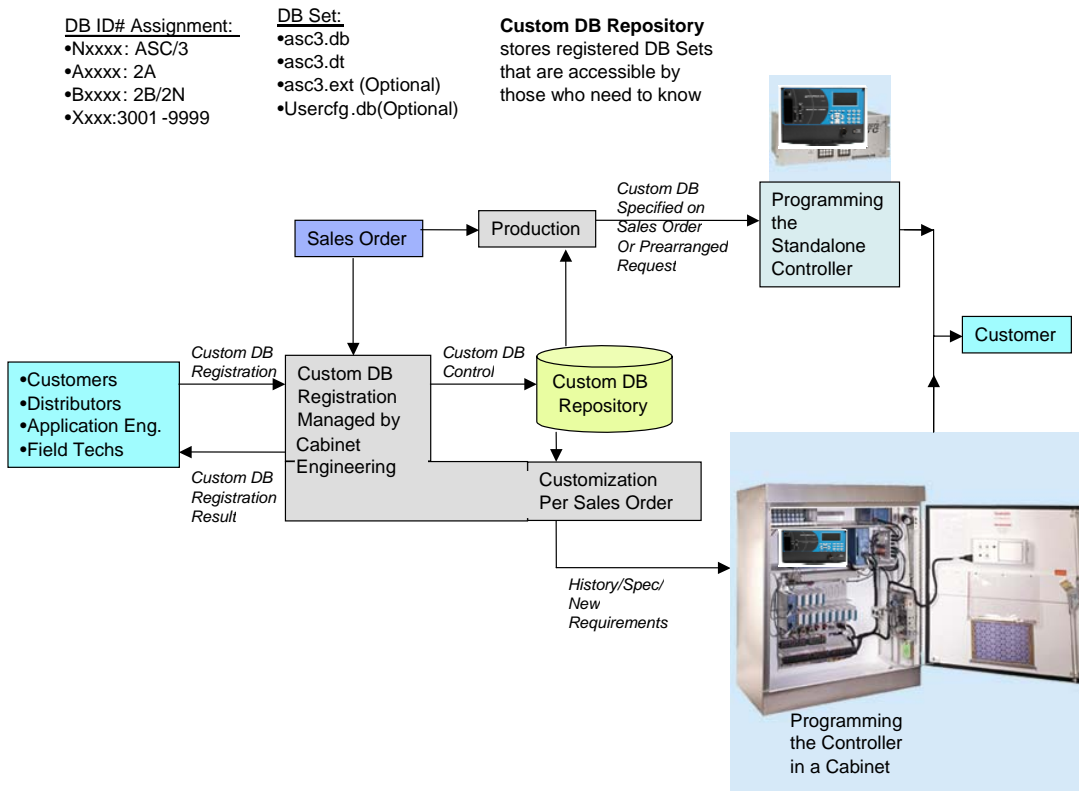 DB ID# Assignment:
•Nxxxx: ASC/3
•Axxxx: 2A
•Bxxxx: 2B/2N
•Xxxx:3001 -9999
DB Set:
•asc3.db
•asc3.dt
•asc3.ext (Optional)
•Usercfg.db(Optional)
Custom DB Repository
stores registered DB Sets
that are accessible by
those who need to know
Sales Order
Production
Custom DB
Specified on
Sales Order
Or Prearranged
Request
Programming
the
Standalone
Controller
Customer
•Customers
•Distributors
•Application Eng.
•Field Techs
Custom DB
Registration
Custom DB
Registration
Result
Custom DB
Registration
Managed by
Cabinet
Engineering
Custom DB
Control
Custom DB
Repository
Customization
Per Sales Order
History/Spec/
New
Requirements
Programming
the Controller
in a Cabinet